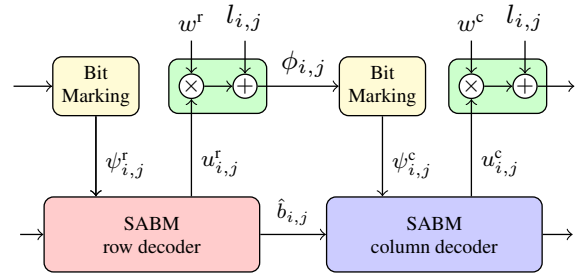 w^r l_{i,j} w^c l_{i,j}
Bit Marking
× +
ϕ_{i,j}
Bit Marking
× +
ψ^r_{i,j} u^r_{i,j} ψ^c_{i,j} u^c_{i,j}
SABM
row decoder
b̂_{i,j}
SABM
column decoder